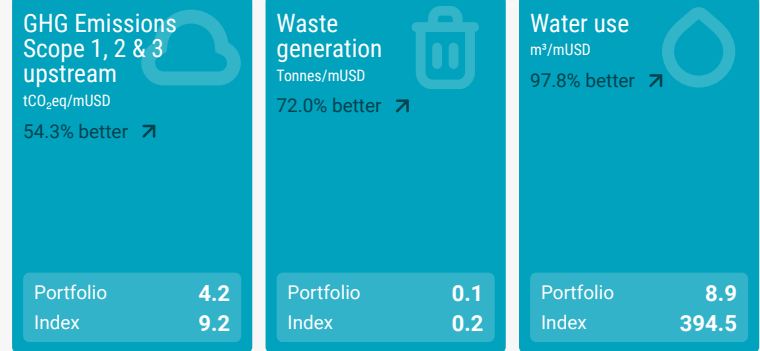 GHG Emissions
Scope 1, 2 & 3
upstream
tCO₂eq/mUSD
54.3% better
Portfolio 4.2
Index 9.2
Waste
generation
Tonnes/mUSD
72.0% better
Portfolio 0.1
Index 0.2
Water use
m³/mUSD
97.8% better
Portfolio 8.9
Index 394.5